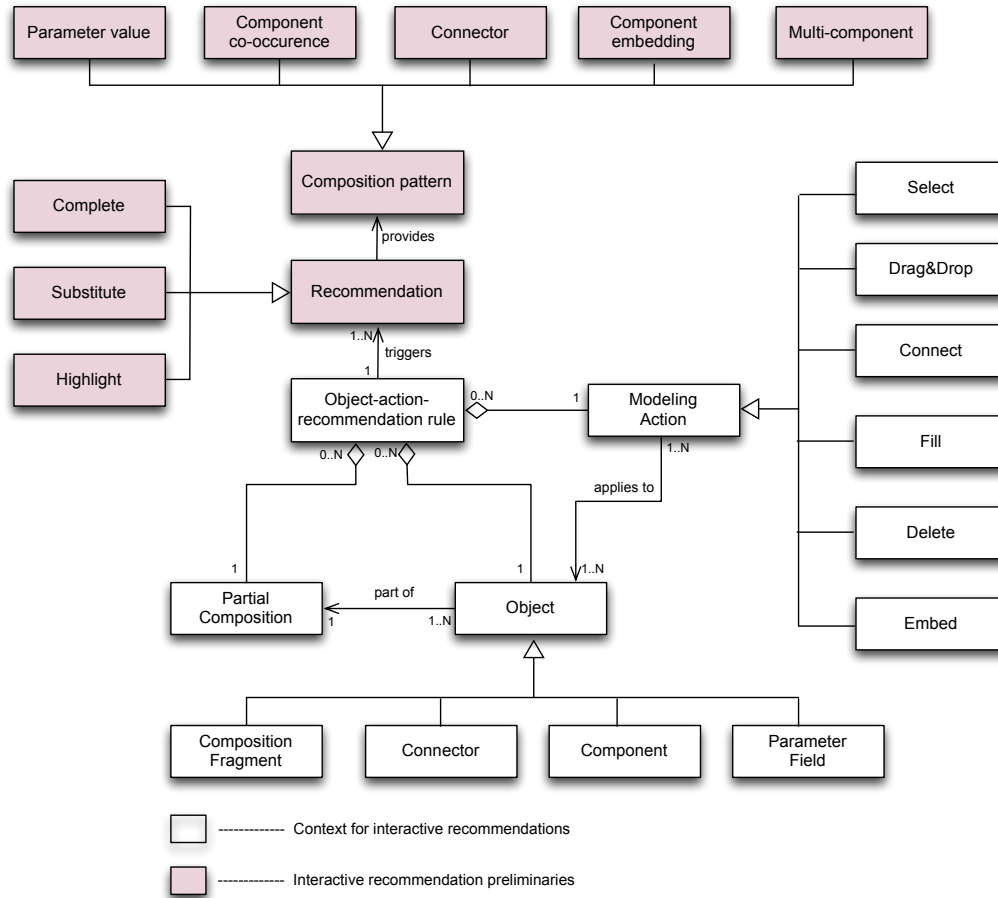 Parameter value
Component
co-occurence
Connector
Component
embedding
Multi-component
Composition pattern
Select
Complete
provides
Drag&Drop
Substitute
Recommendation
1..N
triggers
Connect
Highlight
1
Object-action-
recommendation rule
0..N
1
Modeling
Action
0..N
0..N
1..N
Fill
applies to
Delete
1
1
1..N
Partial
Composition
part of
1
1..N
Object
Embed
Composition
Fragment
Connector
Component
Parameter
Field
------------- Context for interactive recommendations
------------- Interactive recommendation preliminaries